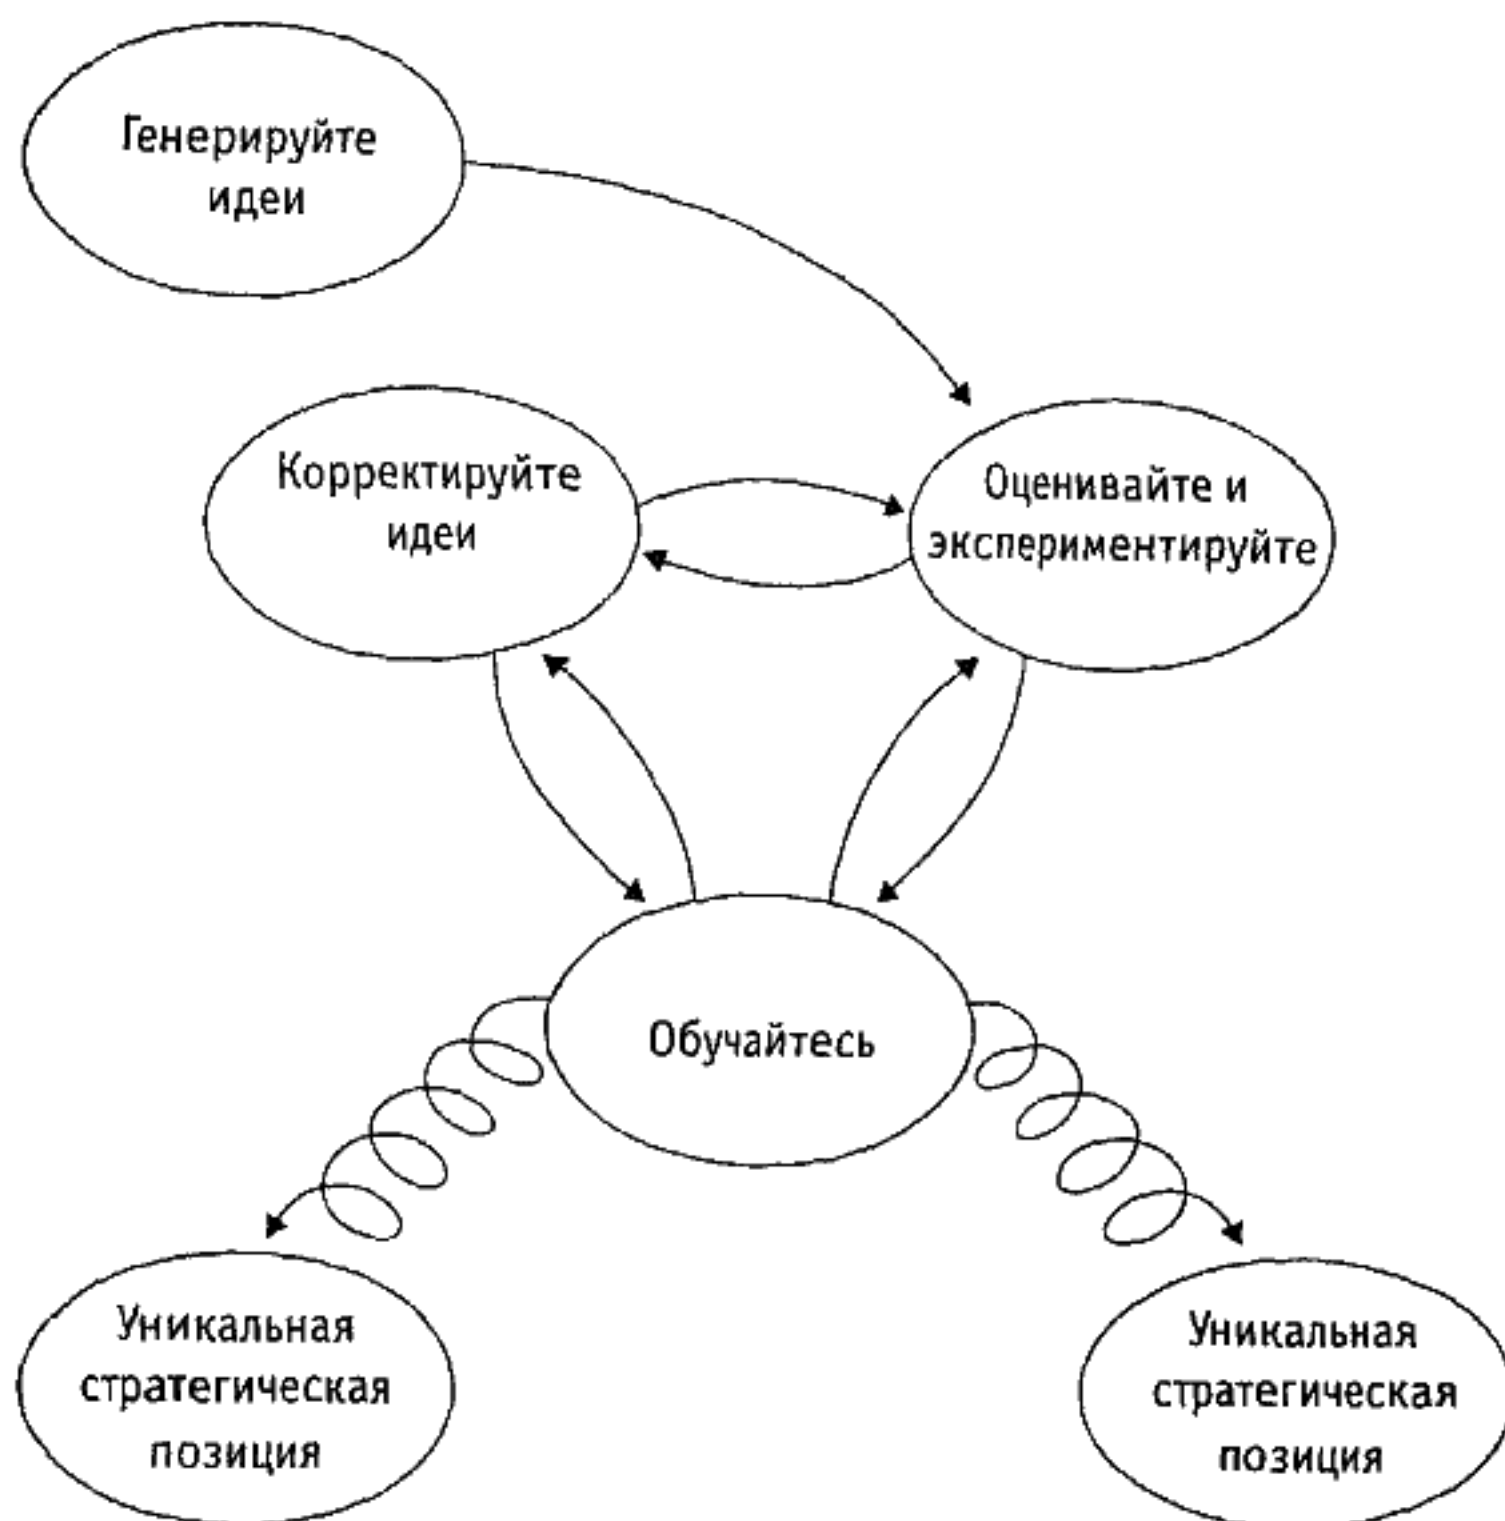 Генерируйте
идеи
Корректируйте
идеи
Оценивайте и
экспериментируйте
Обучайтесь
Уникальная
стратегическая
позиция
Уникальная
стратегическая
позиция